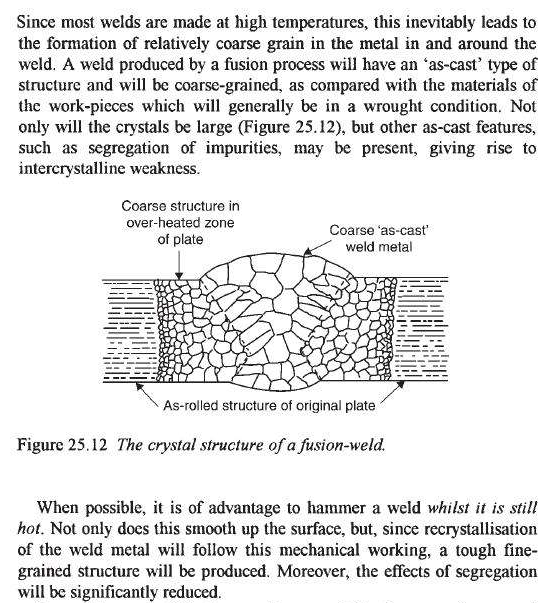 Since most welds are made at high temperatures, this inevitably leads to
the formation of relatively coarse grain in the metal in and around the
weld. A weld produced by a fusion process will have an ‘as-cast’ type of
structure and will be coarse-grained, as compared with the materials of
the work-pieces which will generally be in a wrought condition. Not
only will the crystals be large (Figure 25.12), but other as-cast features,
such as segregation of impurities, may be present, giving rise to
intercrystalline weakness.
Coarse structure in
over-heated zone
of plate
Coarse ‘as-cast’
weld metal
As-rolled structure of original plate
Figure 25.12 The crystal structure of a fusion-weld.
When possible, it is of advantage to hammer a weld whilst it is still
hot. Not only does this smooth up the surface, but, since recrystallisation
of the weld metal will follow this mechanical working, a tough fine-
grained structure will be produced. Moreover, the effects of segregation
will be significantly reduced.